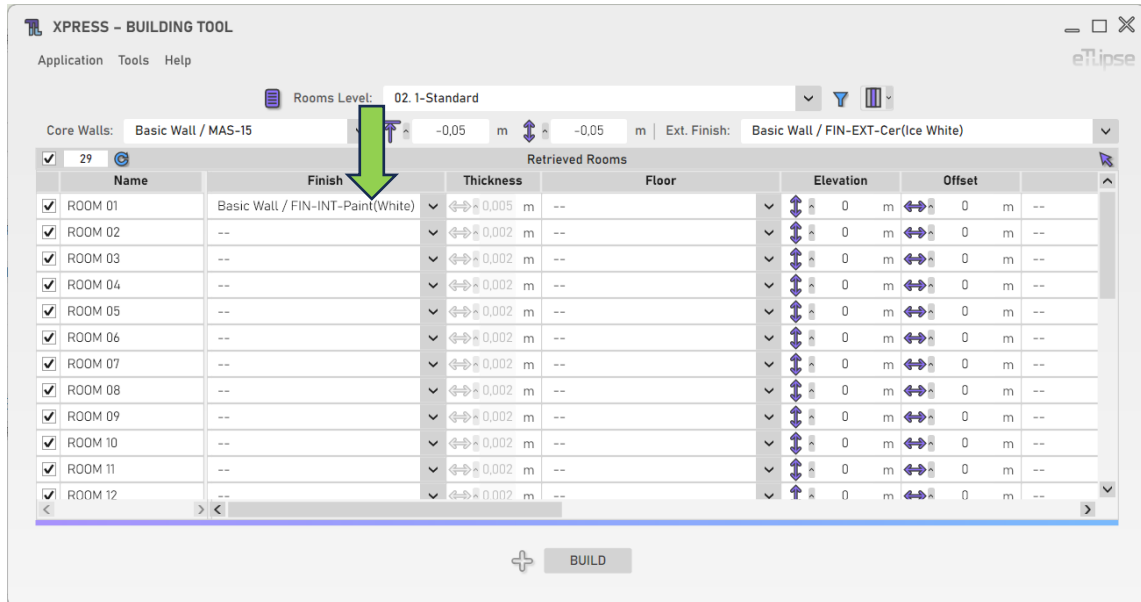 XPRESS – BUILDING TOOL
Application Tools Help
eTLipse
Rooms Level: 02. 1-Standard
Core Walls: Basic Wall / MAS-15 -0,05 m -0,05 m | Ext. Finish: Basic Wall / FIN-EXT-Cer(Ice White)
29 Retrieved Rooms
Name Finish Thickness Floor Elevation Offset
ROOM 01 Basic Wall / FIN-INT-Paint(White) 0,005 m -- 0 m 0 m --
ROOM 02 -- 0,002 m -- 0 m 0 m --
ROOM 03 -- 0,002 m -- 0 m 0 m --
ROOM 04 -- 0,002 m -- 0 m 0 m --
ROOM 05 -- 0,002 m -- 0 m 0 m --
ROOM 06 -- 0,002 m -- 0 m 0 m --
ROOM 07 -- 0,002 m -- 0 m 0 m --
ROOM 08 -- 0,002 m -- 0 m 0 m --
ROOM 09 -- 0,002 m -- 0 m 0 m --
ROOM 10 -- 0,002 m -- 0 m 0 m --
ROOM 11 -- 0,002 m -- 0 m 0 m --
ROOM 12 -- 0,002 m -- 0 m 0 m --
BUILD